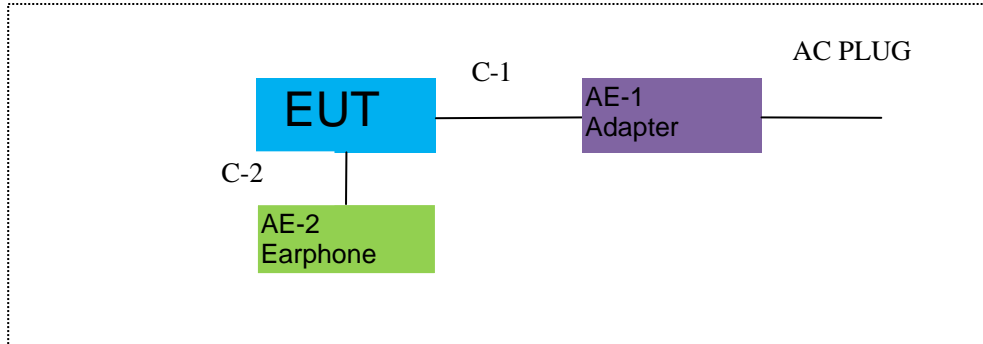 AC PLUG
C-1
EUT
AE-1
Adapter
C-2
AE-2
Earphone